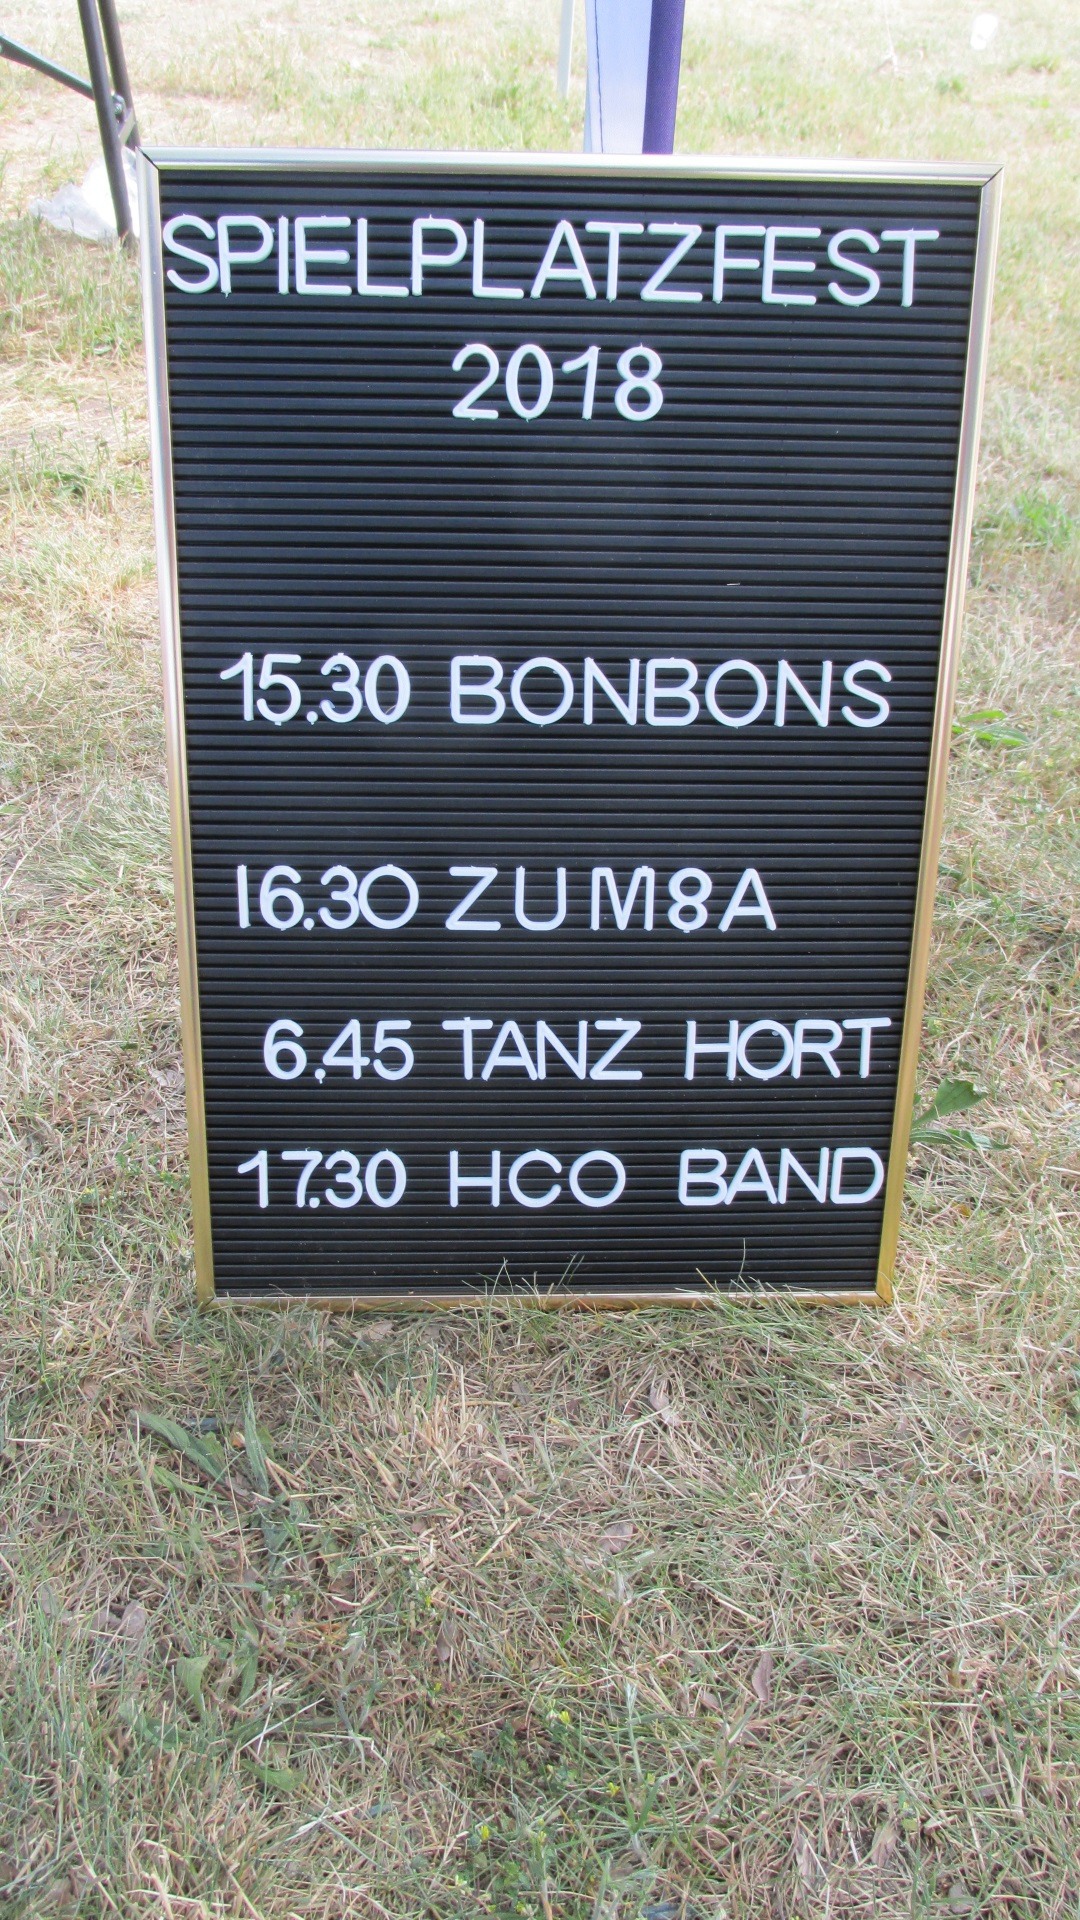 SPIELPLATZFEST
2018
15.30 BONBONS
16.30 ZUM8A
6.45 TANZ HORT
17.30 HCO BAND